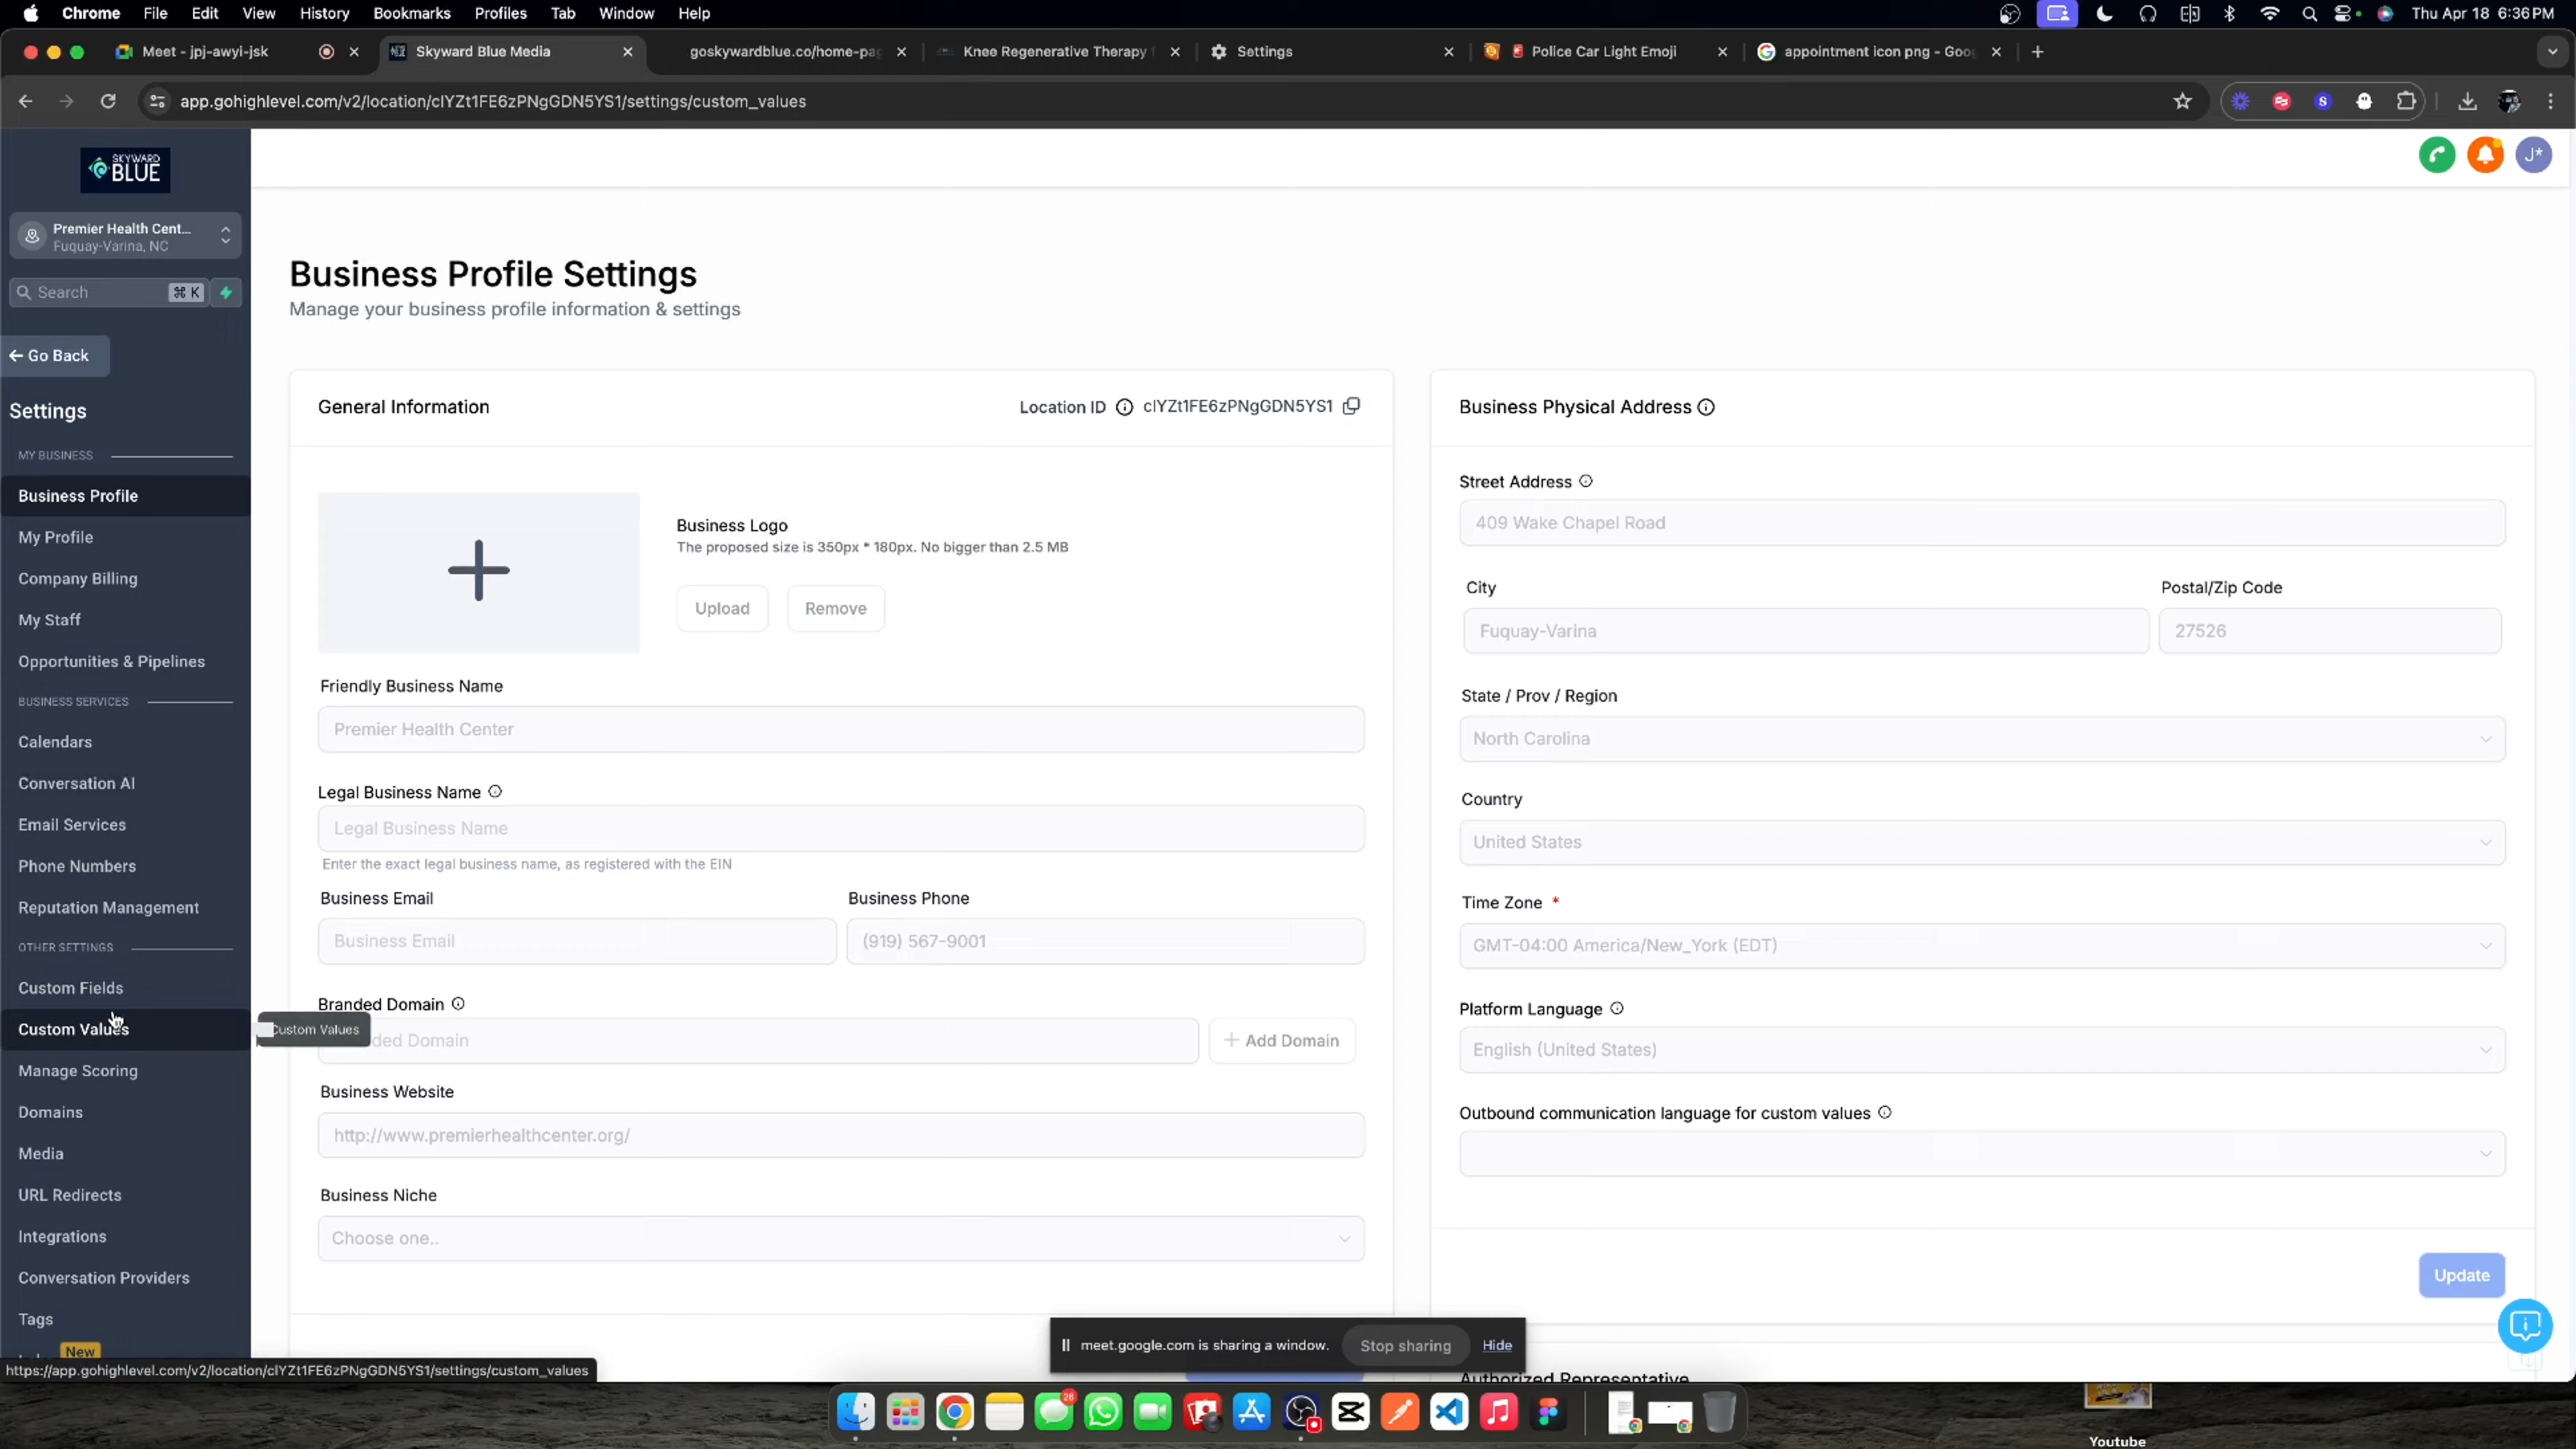 Chrome File Edit View History Bookmarks Profiles Tab Window Help Thu Apr 18 6:36 PM
Meet - jpj-awyi-jsk Skyward Blue Media goskywardblue.co/home-pa Knee Regenerative Therapy Settings Police Car Light Emoji appointment icon png - Goo
app.gohighlevel.com/v2/location/clYZt1FE6zPNgGDN5YS1/settings/custom_values
SKYWARD
BLUE
J*
Premier Health Cent...
Fuquay-Varina, NC
Search ⌘ K
Go Back
Settings
MY BUSINESS
Business Profile
My Profile
Company Billing
My Staff
Opportunities & Pipelines
BUSINESS SERVICES
Calendars
Conversation AI
Email Services
Phone Numbers
Reputation Management
OTHER SETTINGS
Custom Fields
Custom Values
Custom Values
Manage Scoring
Domains
Media
URL Redirects
Integrations
Conversation Providers
Tags
New
https://app.gohighlevel.com/v2/location/clYZt1FE6zPNgGDN5YS1/settings/custom_values
Business Profile Settings
Manage your business profile information & settings
General Information
Location ID clYZt1FE6zPNgGDN5YS1
Business Logo
The proposed size is 350px * 180px. No bigger than 2.5 MB
Upload Remove
Friendly Business Name
Premier Health Center
Legal Business Name
Legal Business Name
Enter the exact legal business name, as registered with the EIN
Business Email Business Phone
Business Email (919) 567-9001
Branded Domain
ded Domain + Add Domain
Business Website
http://www.premierhealthcenter.org/
Business Niche
Choose one..
Business Physical Address
Street Address
409 Wake Chapel Road
City Postal/Zip Code
Fuquay-Varina 27526
State / Prov / Region
North Carolina
Country
United States
Time Zone *
GMT-04:00 America/New_York (EDT)
Platform Language
English (United States)
Outbound communication language for custom values
Update
Authorized Representative
meet.google.com is sharing a window. Stop sharing Hide
28
Youtube